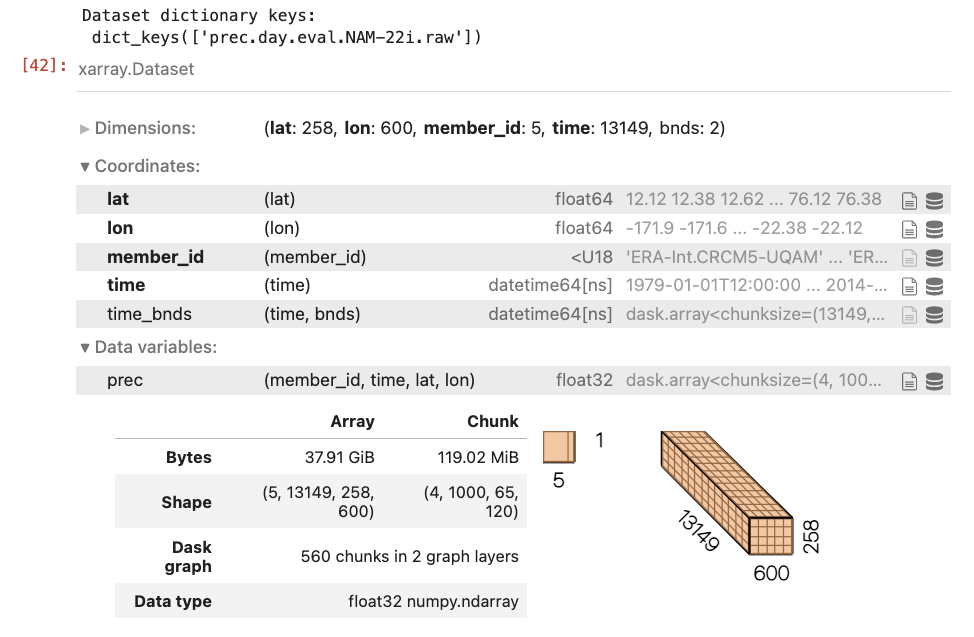 Dataset dictionary keys:
dict_keys(['prec.day.eval.NAM-22i.raw'])
[42]: xarray.Dataset
► Dimensions: (lat: 258, lon: 600, member_id: 5, time: 13149, bnds: 2)
▼ Coordinates:
lat (lat) float64 12.12 12.38 12.62 ... 76.12 76.38
lon (lon) float64 -171.9 -171.6 ... -22.38 -22.12
member_id (member_id) <U18 'ERA-Int.CRCM5-UQAM' ... 'ER...
time (time) datetime64[ns] 1979-01-01T12:00:00 ... 2014-...
time_bnds (time, bnds) datetime64[ns] dask.array<chunksize=(13149,...
▼ Data variables:
prec (member_id, time, lat, lon) float32 dask.array<chunksize=(4, 100...
Array Chunk
Bytes 37.91 GiB 119.02 MiB
Shape (5, 13149, 258, 600) (4, 1000, 65, 120)
Dask graph 560 chunks in 2 graph layers
Data type float32 numpy.ndarray
1
5
13149
258
600